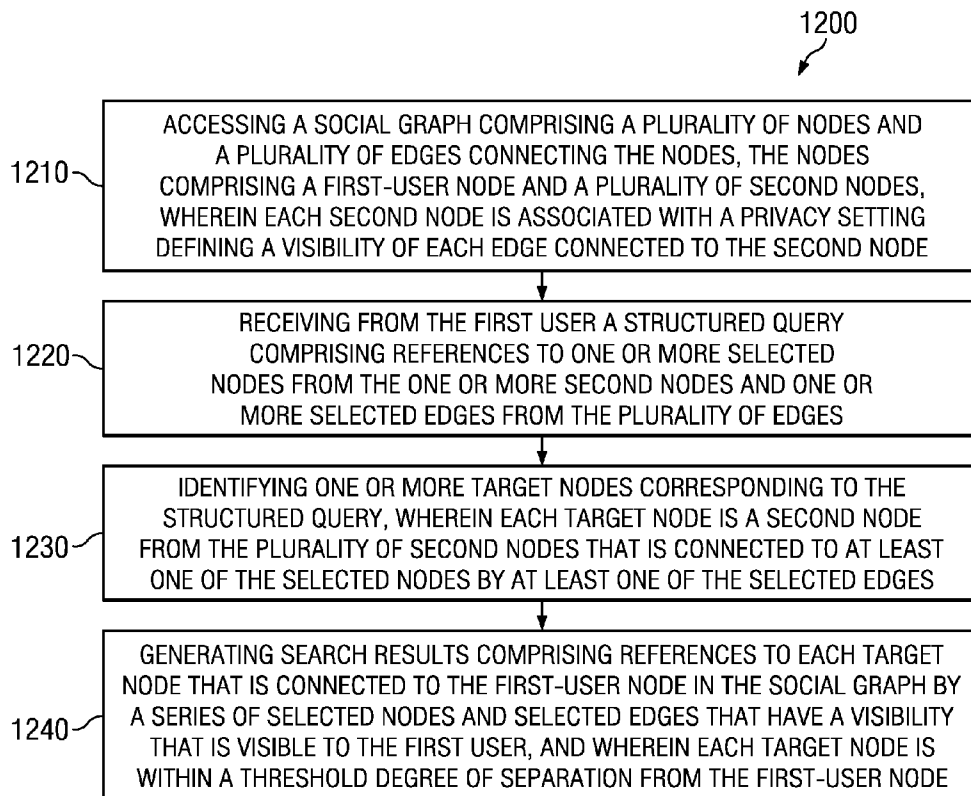 1200
1210
ACCESSING A SOCIAL GRAPH COMPRISING A PLURALITY OF NODES AND
A PLURALITY OF EDGES CONNECTING THE NODES, THE NODES
COMPRISING A FIRST-USER NODE AND A PLURALITY OF SECOND NODES,
WHEREIN EACH SECOND NODE IS ASSOCIATED WITH A PRIVACY SETTING
DEFINING A VISIBILITY OF EACH EDGE CONNECTED TO THE SECOND NODE
1220
RECEIVING FROM THE FIRST USER A STRUCTURED QUERY
COMPRISING REFERENCES TO ONE OR MORE SELECTED
NODES FROM THE ONE OR MORE SECOND NODES AND ONE OR
MORE SELECTED EDGES FROM THE PLURALITY OF EDGES
1230
IDENTIFYING ONE OR MORE TARGET NODES CORRESPONDING TO THE
STRUCTURED QUERY, WHEREIN EACH TARGET NODE IS A SECOND NODE
FROM THE PLURALITY OF SECOND NODES THAT IS CONNECTED TO AT LEAST
ONE OF THE SELECTED NODES BY AT LEAST ONE OF THE SELECTED EDGES
1240
GENERATING SEARCH RESULTS COMPRISING REFERENCES TO EACH TARGET
NODE THAT IS CONNECTED TO THE FIRST-USER NODE IN THE SOCIAL GRAPH BY
A SERIES OF SELECTED NODES AND SELECTED EDGES THAT HAVE A VISIBILITY
THAT IS VISIBLE TO THE FIRST USER, AND WHEREIN EACH TARGET NODE IS
WITHIN A THRESHOLD DEGREE OF SEPARATION FROM THE FIRST-USER NODE